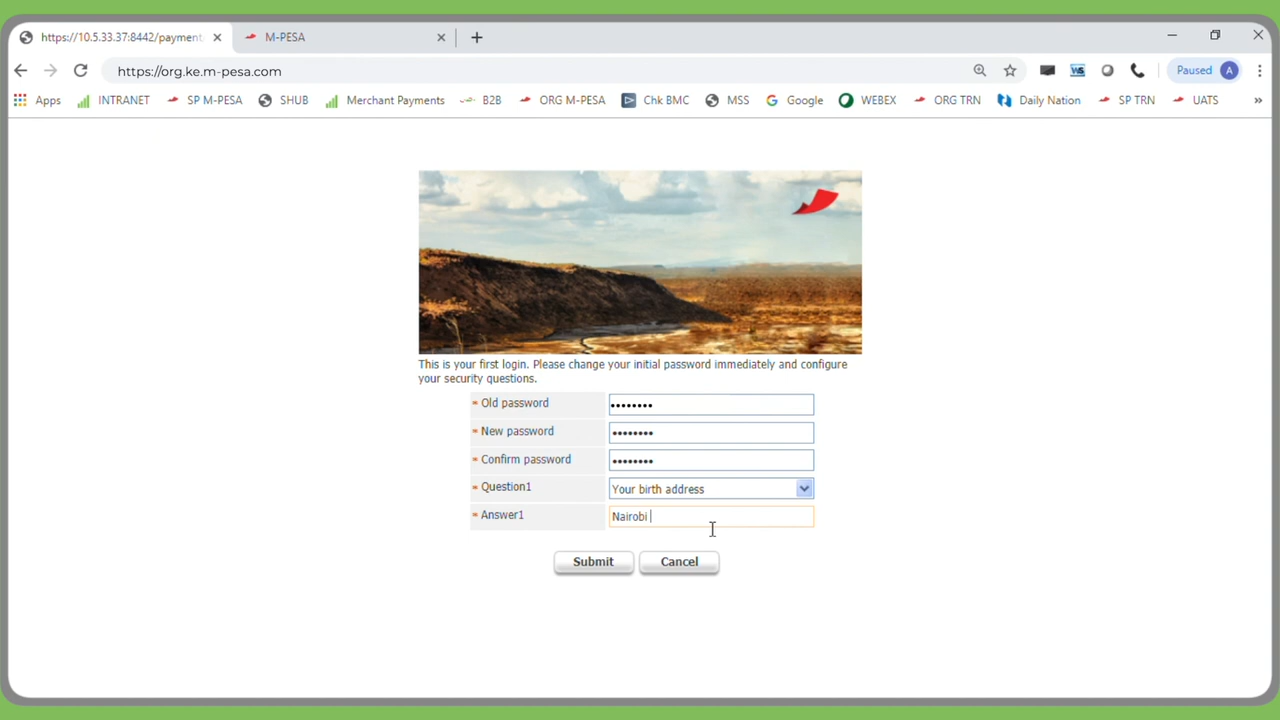 https://10.5.33.37:8442/payment
M-PESA
https://org.ke.m-pesa.com
Paused A
Apps INTRANET SP M-PESA SHUB Merchant Payments B2B ORG M-PESA Chk BMC MSS Google WEBEX ORG TRN Daily Nation SP TRN UATS »
This is your first login. Please change your initial password immediately and configure
your security questions.
* Old password ••••••••
* New password ••••••••
* Confirm password ••••••••
* Question1 Your birth address
* Answer1 Nairobi
Submit Cancel